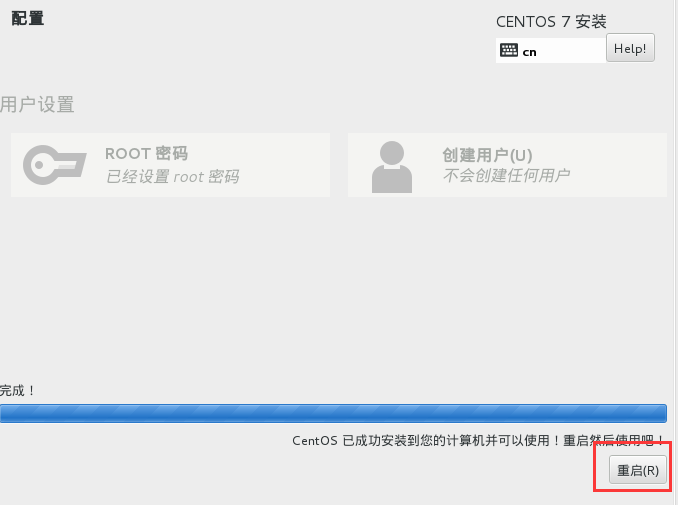 配置
CENTOS 7 安装
cn
Help!
用户设置
ROOT 密码
已经设置 root 密码
创建用户(U)
不会创建任何用户
完成！
CentOS 已成功安装到您的计算机并可以使用！重启然后使用吧！
重启(R)